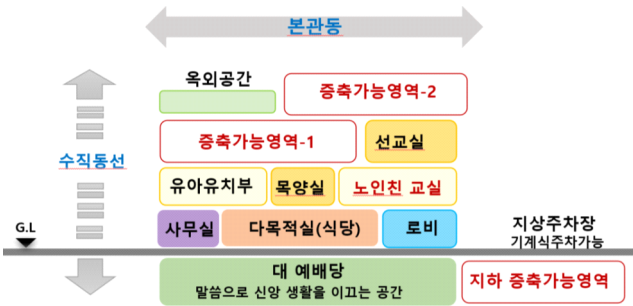 본관동
옥외공간
증축가능영역-2
증축가능영역-1
선교실
수직동선
유아유치부
목양실
노인친 교실
G.L
사무실
다목적실(식당)
로비
지상주차장
기계식주차가능
대 예배당
말씀으로 신앙 생활을 이끄는 공간
지하 증축가능영역